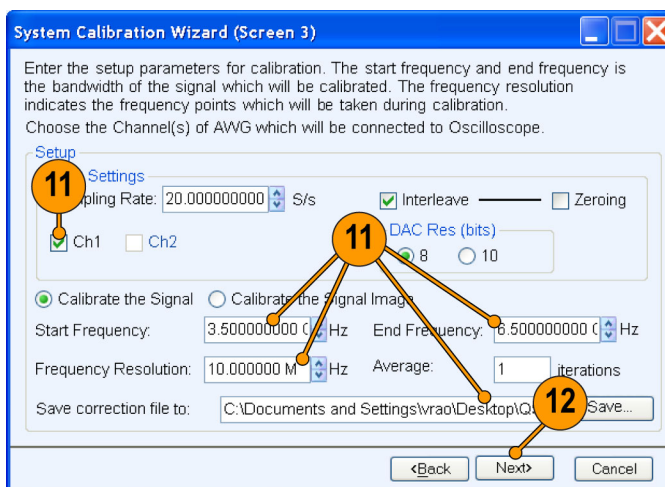 System Calibration Wizard (Screen 3)
Enter the setup parameters for calibration. The start frequency and end frequency is
the bandwidth of the signal which will be calibrated. The frequency resolution
indicates the frequency points which will be taken during calibration.
Choose the Channel(s) of AWG which will be connected to Oscilloscope.
Setup
Settings
11
Rate: 20.000000000 S/s Interleave Zeroing
Ch1 Ch2
11
DAC Res (bits)
8 10
Calibrate the Signal Calibrate the Signal Image
Start Frequency: 3.500000000 Hz End Frequency: 6.500000000 Hz
Frequency Resolution: 10.000000 M Hz Average: 1 iterations
Save correction file to: C:\Documents and Settings\vrao\Desktop\ 12 Save...
<Back Next> Cancel